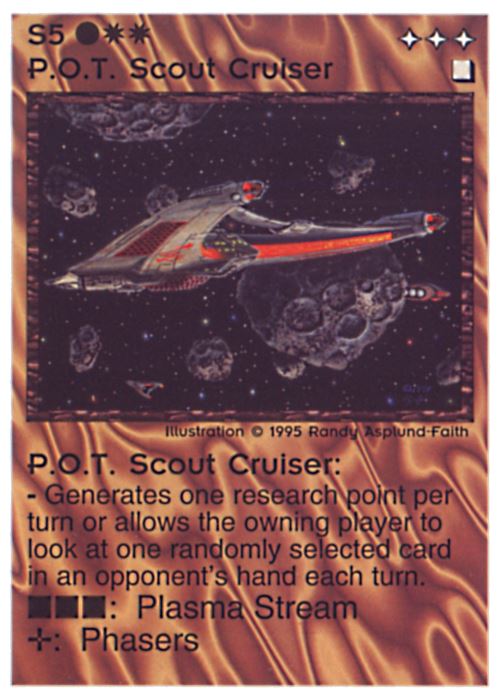 S5
P.O.T. Scout Cruiser
Illustration © 1995 Randy Asplund-Faith
P.O.T. Scout Cruiser:
- Generates one research point per
turn or allows the owning player to
look at one randomly selected card
in an opponent's hand each turn.
: Plasma Stream
: Phasers